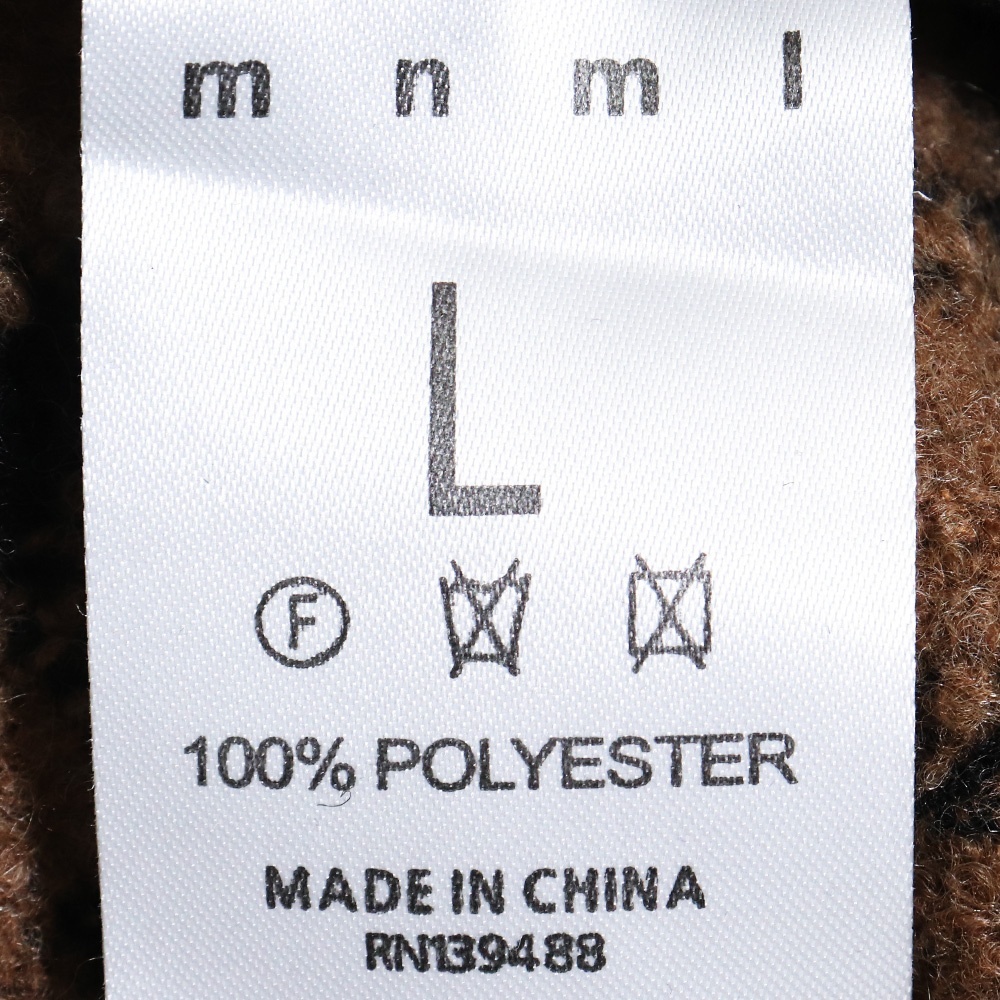 m n m l
L
F
100% POLYESTER
MADE IN CHINA
RN139488